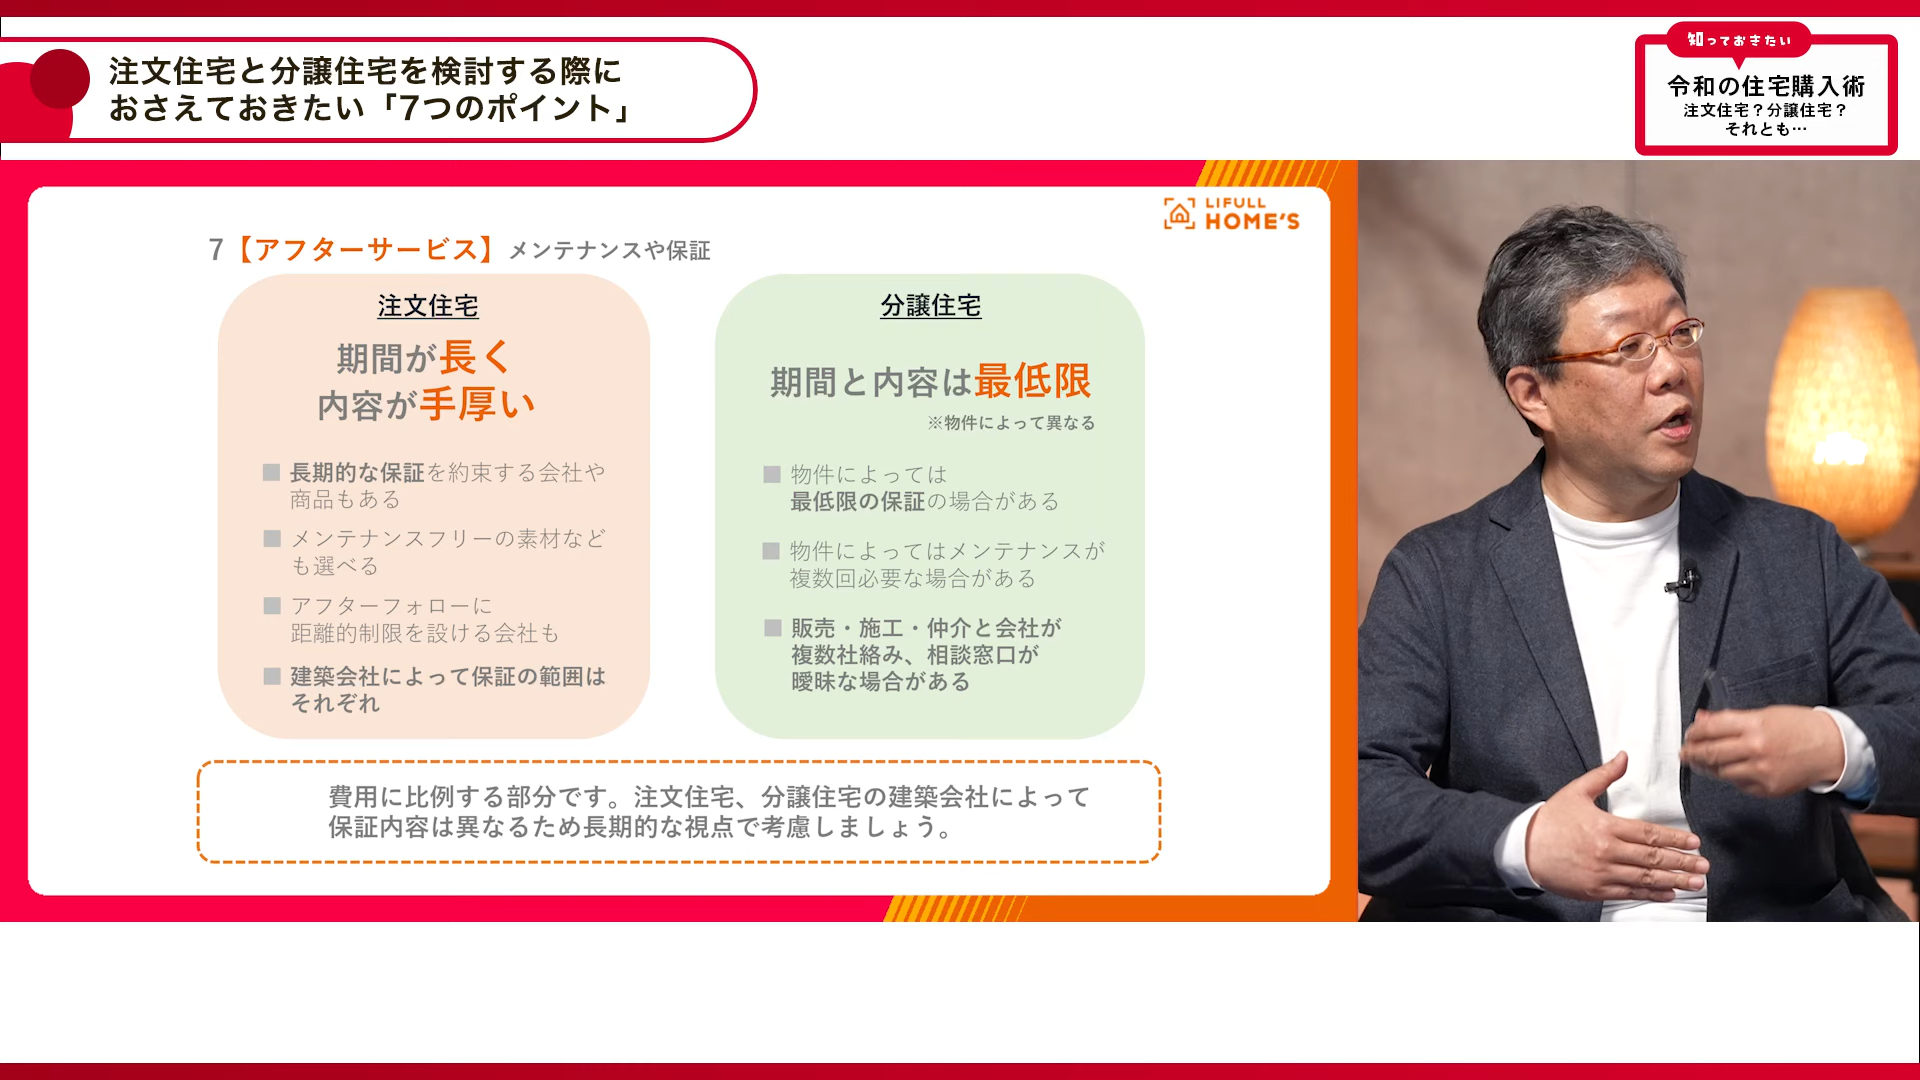 注文住宅と分譲住宅を検討する際に
おさえておきたい「7つのポイント」
知っておきたい
令和の住宅購入術
注文住宅？分譲住宅？
それとも…
LIFULL
HOME'S
7【アフターサービス】メンテナンスや保証
注文住宅
期間が長く
内容が手厚い
■ 長期的な保証を約束する会社や
商品もある
■ メンテナンスフリーの素材など
も選べる
■ アフターフォローに
距離的制限を設ける会社も
■ 建築会社によって保証の範囲は
それぞれ
分譲住宅
期間と内容は最低限
※物件によって異なる
■ 物件によっては
最低限の保証の場合がある
■ 物件によってはメンテナンスが
複数回必要な場合がある
■ 販売・施工・仲介と会社が
複数社絡み、相談窓口が
曖昧な場合がある
費用に比例する部分です。注文住宅、分譲住宅の建築会社によって
保証内容は異なるため長期的な視点で考慮しましょう。